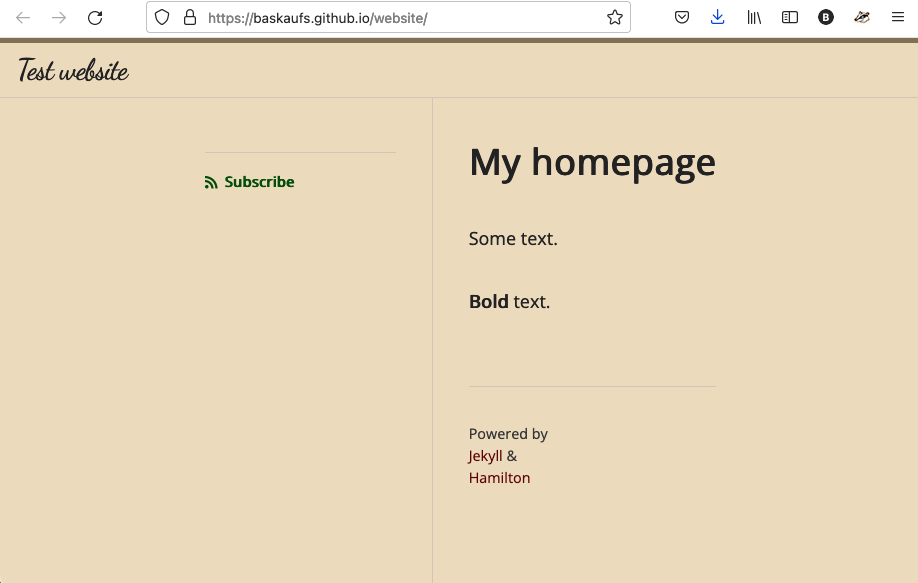 https://baskaufs.github.io/website/
B
Test website
Subscribe
My homepage
Some text.
Bold text.
Powered by
Jekyll &
Hamilton